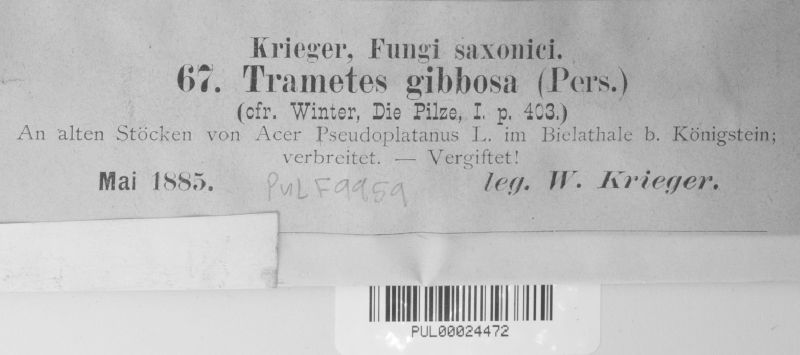 Krieger, Fungi saxonici.
67. Trametes gibbosa (Pers.)
(cfr. Winter, Die Pilze, I. p. 403.)
An alten Stöcken von Acer Pseudoplatanus L. im Bielathale b. Königstein;
verbreitet. — Vergiftet!
Mai 1885. PUL F9959 leg. W. Krieger.
PUL00024472